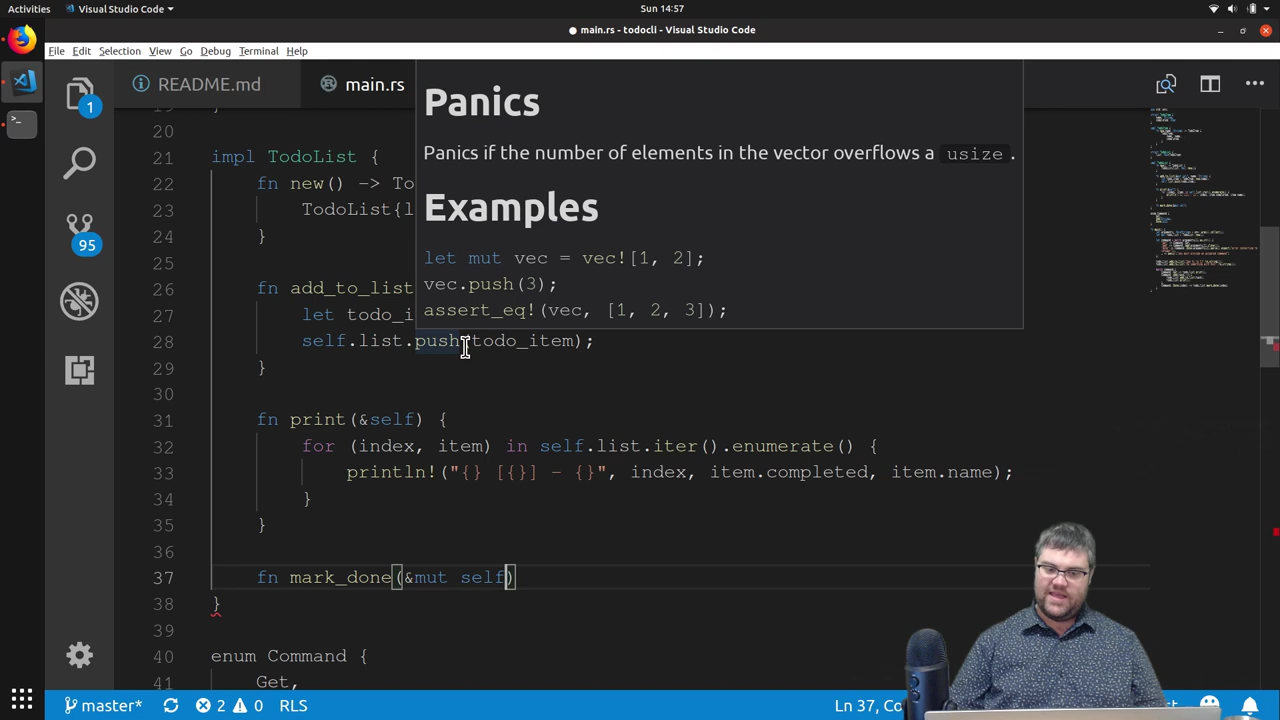 Activities Visual Studio Code Sun 14:57
main.rs - todocli - Visual Studio Code
File Edit Selection View Go Debug Terminal Help
README.md main.rs
1
95
20
21 impl TodoList {
22 fn new() -> To
23 TodoList{l
24 }
25
26 fn add_to_list
27 let todo_i
28 self.list.push(todo_item);
29 }
30
31 fn print(&self) {
32 for (index, item) in self.list.iter().enumerate() {
33 println!("{} [{}] - {}", index, item.completed, item.name);
34 }
35 }
36
37 fn mark_done(&mut self)
38 }
39
40 enum Command {
41 Get,
Panics
Panics if the number of elements in the vector overflows a usize.
Examples
let mut vec = vec![1, 2];
vec.push(3);
assert_eq!(vec, [1, 2, 3]);
master* 2 0 RLS Ln 37, Co